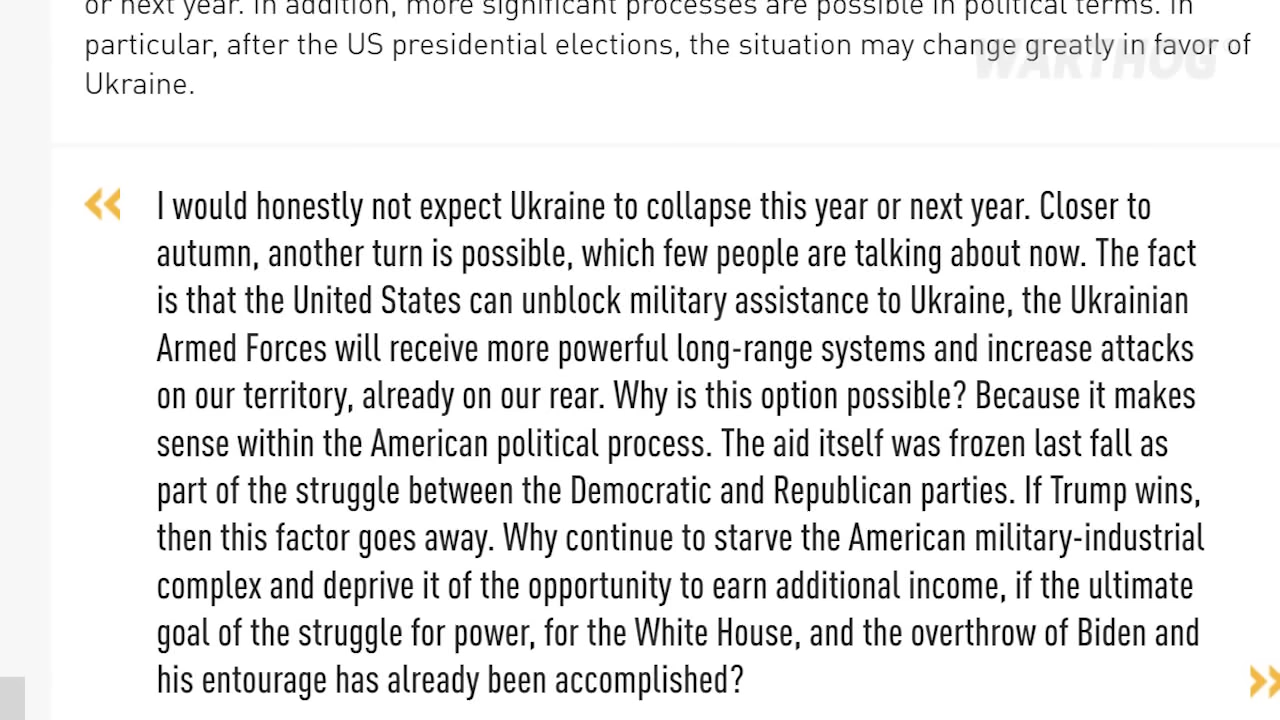 or next year. In addition, more significant processes are possible in political terms. In
particular, after the US presidential elections, the situation may change greatly in favor of
WARTHOG
Ukraine.
« I would honestly not expect Ukraine to collapse this year or next year. Closer to
autumn, another turn is possible, which few people are talking about now. The fact
is that the United States can unblock military assistance to Ukraine, the Ukrainian
Armed Forces will receive more powerful long-range systems and increase attacks
on our territory, already on our rear. Why is this option possible? Because it makes
sense within the American political process. The aid itself was frozen last fall as
part of the struggle between the Democratic and Republican parties. If Trump wins,
then this factor goes away. Why continue to starve the American military-industrial
complex and deprive it of the opportunity to earn additional income, if the ultimate
goal of the struggle for power, for the White House, and the overthrow of Biden and
his entourage has already been accomplished? »